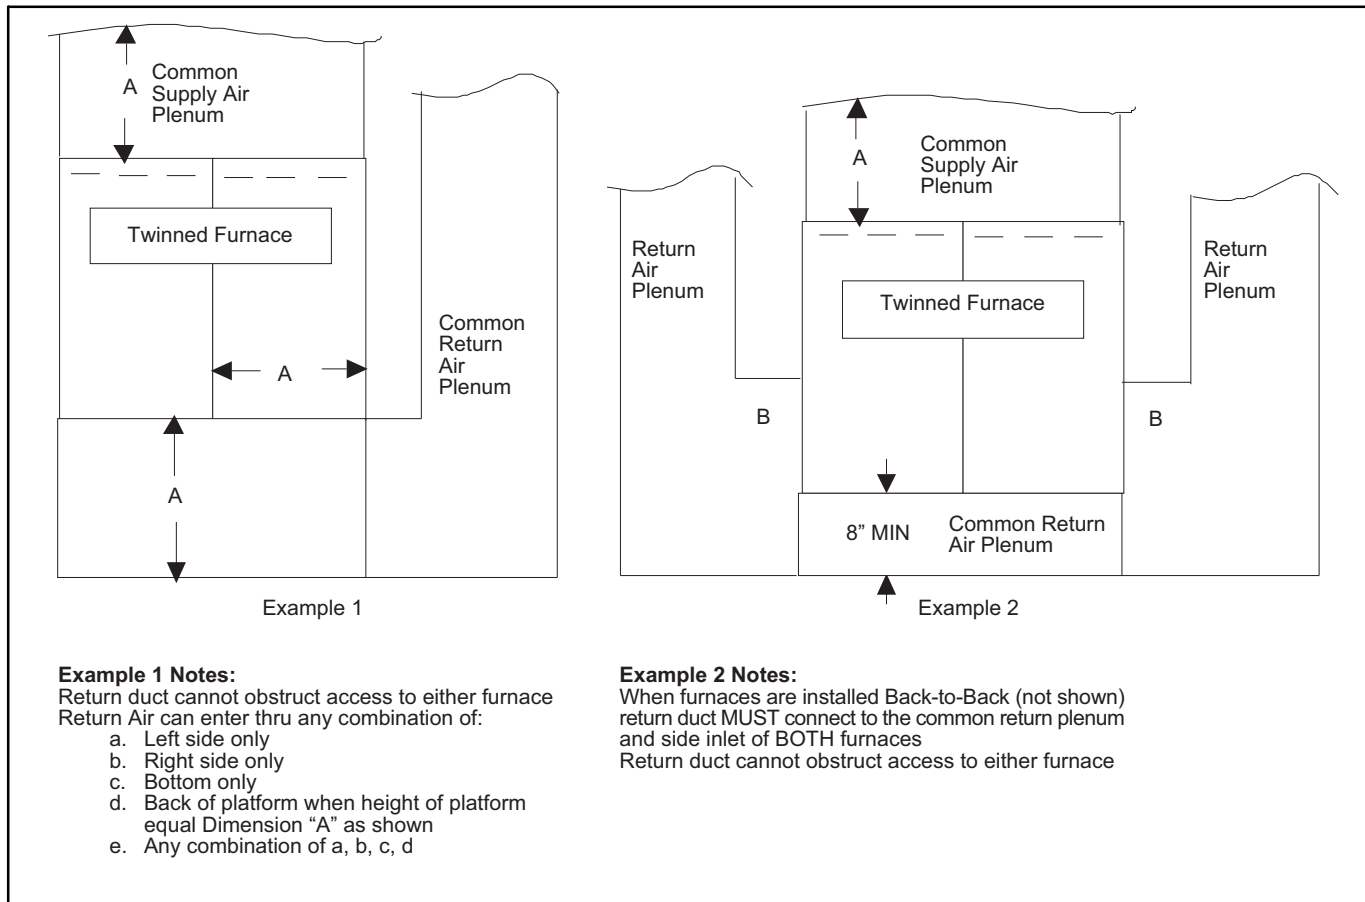 A
Common
Supply Air
Plenum
Twinned Furnace
A
Common
Return
Air
Plenum
A
Example 1
A
Common
Supply Air
Plenum
Return
Air
Plenum
Return
Air
Plenum
Twinned Furnace
B
B
8” MIN
Common Return
Air Plenum
Example 2
Example 1 Notes:
Return duct cannot obstruct access to either furnace
Return Air can enter thru any combination of:
a. Left side only
b. Right side only
c. Bottom only
d. Back of platform when height of platform
equal Dimension “A” as shown
e. Any combination of a, b, c, d
Example 2 Notes:
When furnaces are installed Back-to-Back (not shown)
return duct MUST connect to the common return plenum
and side inlet of BOTH furnaces
Return duct cannot obstruct access to either furnace